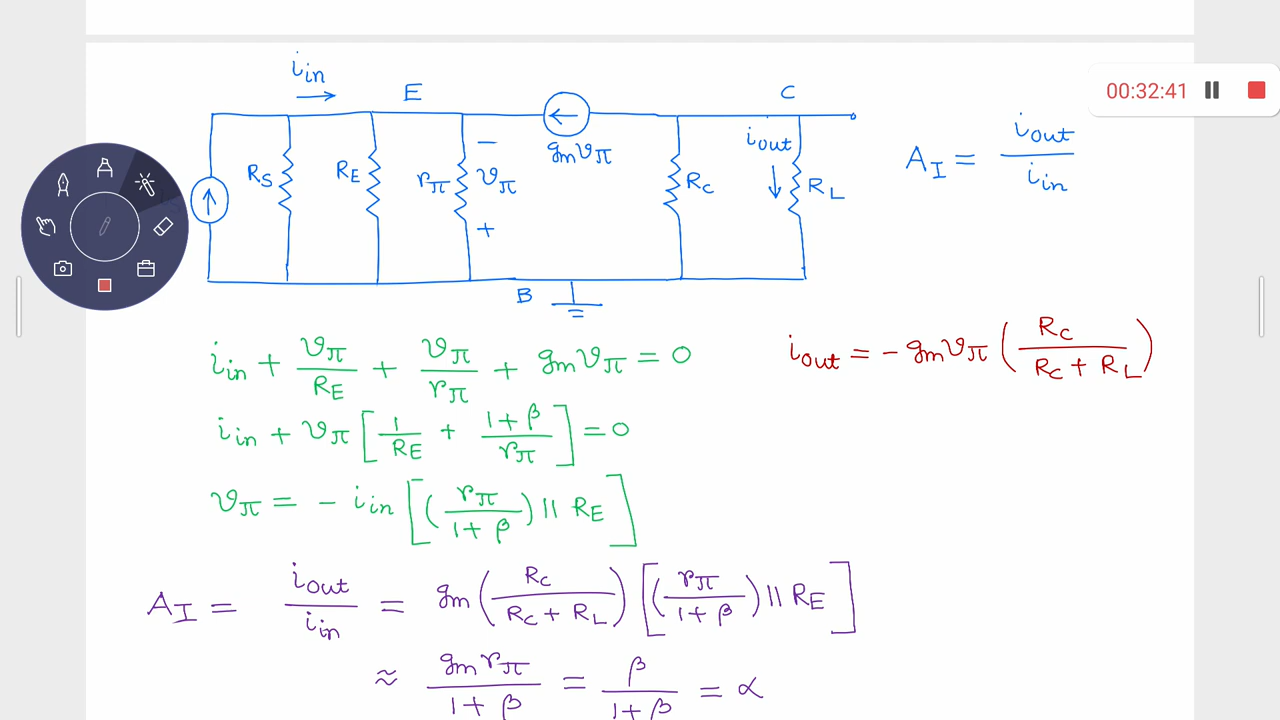 i_in
E
C
00:32:41
R_S
R_E
r_π
−
v_π
+
g_m v_π
R_C
i_out
R_L
A_I = i_out / i_in
B
i_in + v_π / R_E + v_π / r_π + g_m v_π = 0
i_out = − g_m v_π ( R_C / (R_C + R_L) )
i_in + v_π [ 1 / R_E + (1 + β) / r_π ] = 0
v_π = − i_in [ ( r_π / (1 + β) ) || R_E ]
A_I = i_out / i_in = g_m ( R_C / (R_C + R_L) ) [ ( r_π / (1 + β) ) || R_E ]
≈ g_m r_π / (1 + β) = β / (1 + β) = α